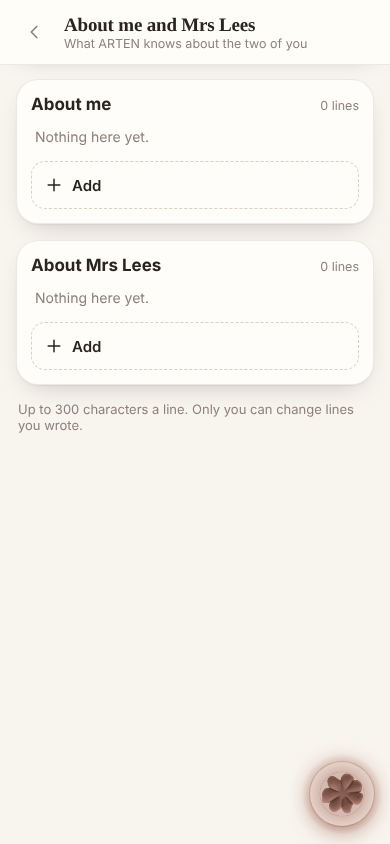 About me and Mrs Lees
What ARTEN knows about the two of you
About me
0 lines
Nothing here yet.
Add
About Mrs Lees
0 lines
Nothing here yet.
Add
Up to 300 characters a line. Only you can change lines
you wrote.